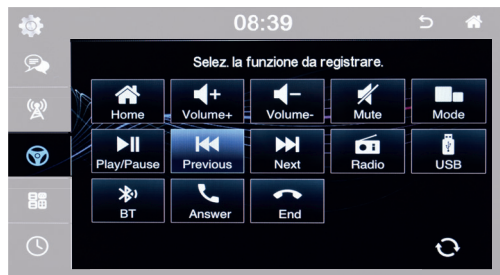 08:39
Selez. la funzione da registrare.
Home Volume+ Volume- Mute Mode
Play/Pause Previous Next Radio USB
BT Answer End